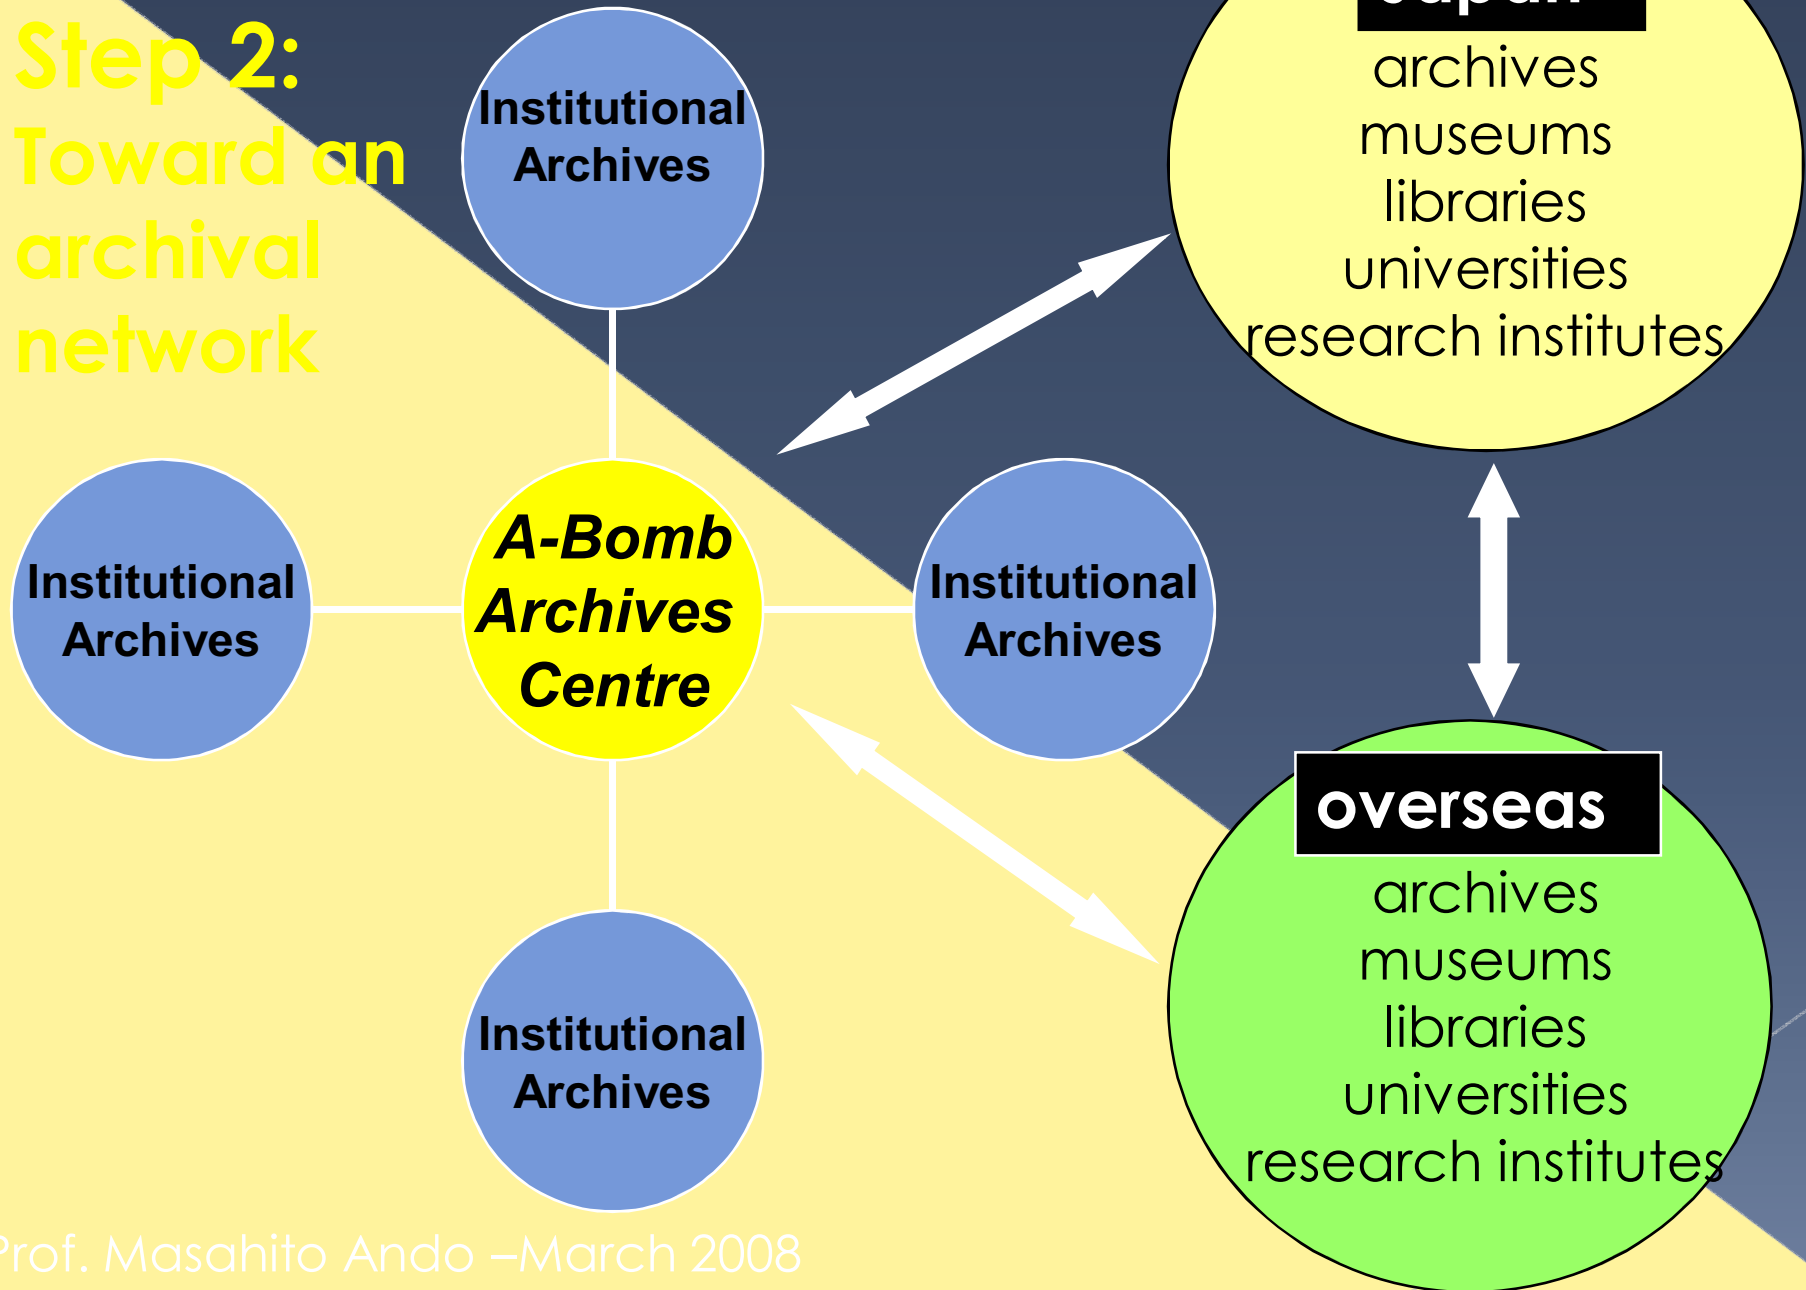 Step 2:
Toward an
archival
network
Institutional
Archives
Japan
archives
museums
libraries
universities
research institutes
Institutional
Archives
A-Bomb
Archives
Centre
Institutional
Archives
overseas
archives
museums
libraries
universities
research institutes
Institutional
Archives
Prof. Masahito Ando –March 2008